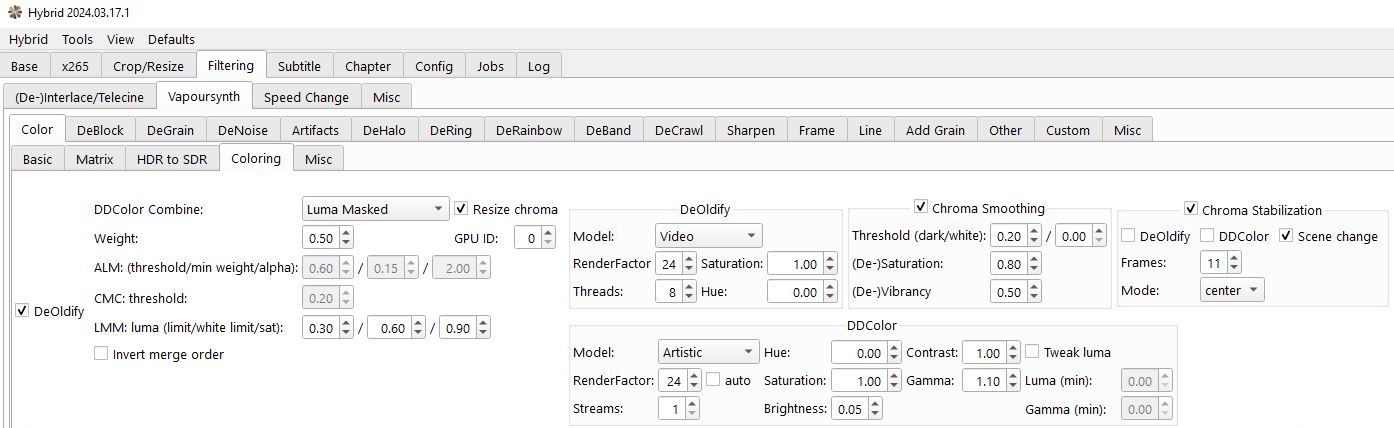 Hybrid 2024.03.17.1
Hybrid Tools View Defaults
Base x265 Crop/Resize Filtering Subtitle Chapter Config Jobs Log
(De-)Interlace/Telecine Vapoursynth Speed Change Misc
Color DeBlock DeGrain DeNoise Artifacts DeHalo DeRing DeRainbow DeBand DeCrawl Sharpen Frame Line Add Grain Other Custom Misc
Basic Matrix HDR to SDR Coloring Misc
DeOldify
DDColor Combine: Luma Masked Resize chroma
Weight: 0.50 GPU ID: 0
ALM: (threshold/min weight/alpha): 0.60 / 0.15 / 2.00
CMC: threshold: 0.20
LMM: luma (limit/white limit/sat): 0.30 / 0.60 / 0.90
Invert merge order
DeOldify
Model: Video
RenderFactor 24 Saturation: 1.00
Threads: 8 Hue: 0.00
Chroma Smoothing
Threshold (dark/white): 0.20 / 0.00
(De-)Saturation: 0.80
(De-)Vibrancy 0.50
Chroma Stabilization
DeOldify DDColor Scene change
Frames: 11
Mode: center
DDColor
Model: Artistic Hue: 0.00 Contrast: 1.00 Tweak luma
RenderFactor: 24 auto Saturation: 1.00 Gamma: 1.10 Luma (min): 0.00
Streams: 1 Brightness: 0.05 Gamma (min): 0.00